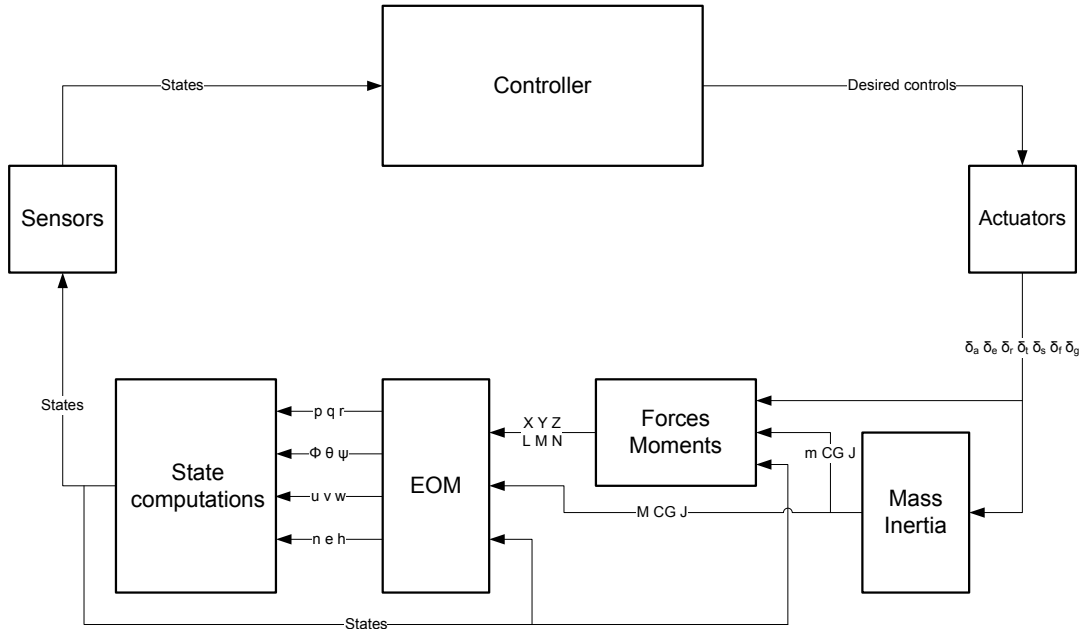 Controller
States
Desired controls
Sensors
Actuators
δa δe δr δt δs δf δg
States
State
computations
p q r
Φ θ ψ
u v w
n e h
EOM
X Y Z
L M N
Forces
Moments
m CG J
M CG J
Mass
Inertia
States